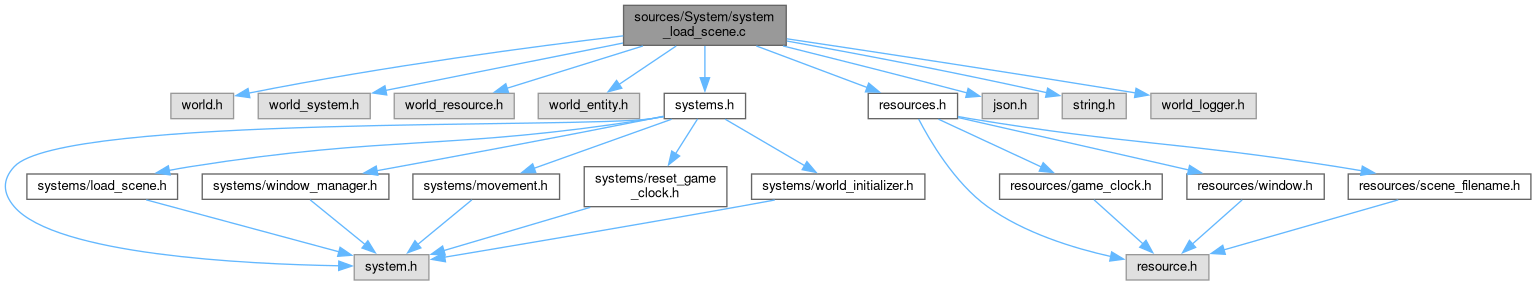 sources/System/system
_load_scene.c
world.h
world_system.h
world_resource.h
world_entity.h
systems.h
resources.h
json.h
string.h
world_logger.h
systems/load_scene.h
systems/window_manager.h
systems/movement.h
systems/reset_game
_clock.h
systems/world_initializer.h
resources/game_clock.h
resources/window.h
resources/scene_filename.h
system.h
resource.h